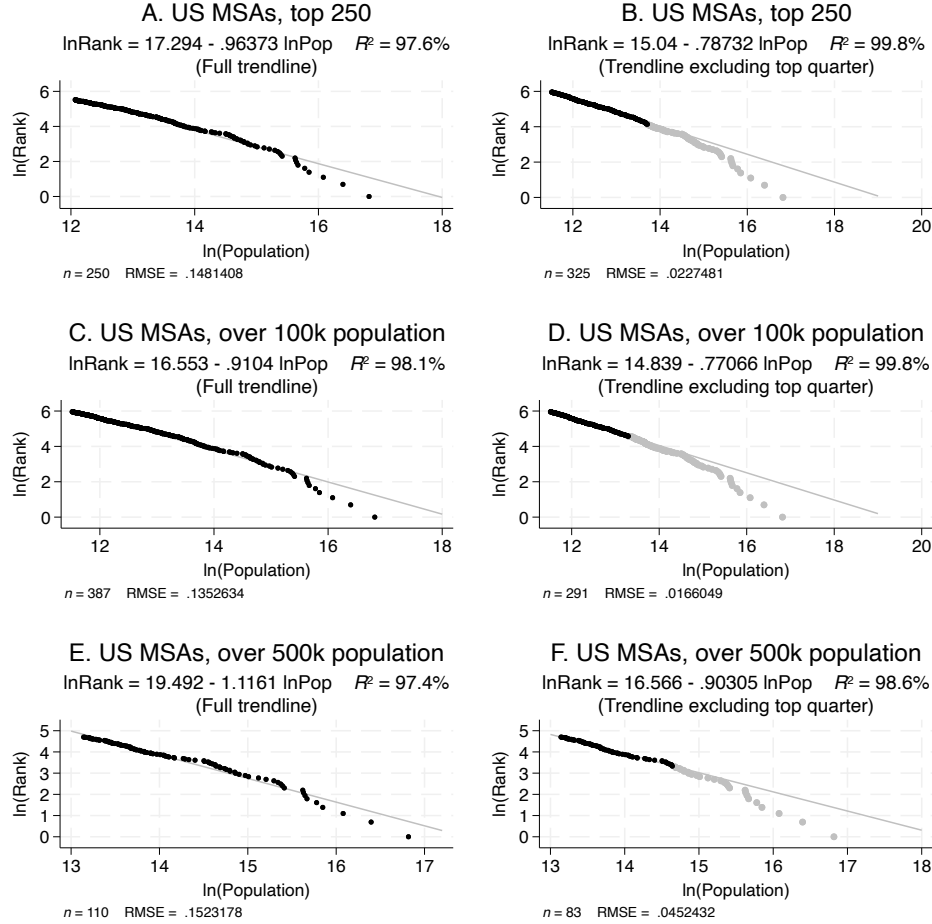 A. US MSAs, top 250
lnRank = 17.294 - .96373 lnPop R² = 97.6%
(Full trendline)
ln(Rank)
6
4
2
0
12 14 16 18
ln(Population)
n = 250 RMSE = .1481408
B. US MSAs, top 250
lnRank = 15.04 - .78732 lnPop R² = 99.8%
(Trendline excluding top quarter)
ln(Rank)
6
4
2
0
12 14 16 18 20
ln(Population)
n = 325 RMSE = .0227481
C. US MSAs, over 100k population
lnRank = 16.553 - .9104 lnPop R² = 98.1%
(Full trendline)
ln(Rank)
6
4
2
0
12 14 16 18
ln(Population)
n = 387 RMSE = .1352634
D. US MSAs, over 100k population
lnRank = 14.839 - .77066 lnPop R² = 99.8%
(Trendline excluding top quarter)
ln(Rank)
6
4
2
0
12 14 16 18 20
ln(Population)
n = 291 RMSE = .0166049
E. US MSAs, over 500k population
lnRank = 19.492 - 1.1161 lnPop R² = 97.4%
(Full trendline)
ln(Rank)
5
4
3
2
1
0
13 14 15 16 17
ln(Population)
n = 110 RMSE = .1523178
F. US MSAs, over 500k population
lnRank = 16.566 - .90305 lnPop R² = 98.6%
(Trendline excluding top quarter)
ln(Rank)
5
4
3
2
1
0
13 14 15 16 17 18
ln(Population)
n = 83 RMSE = .0452432